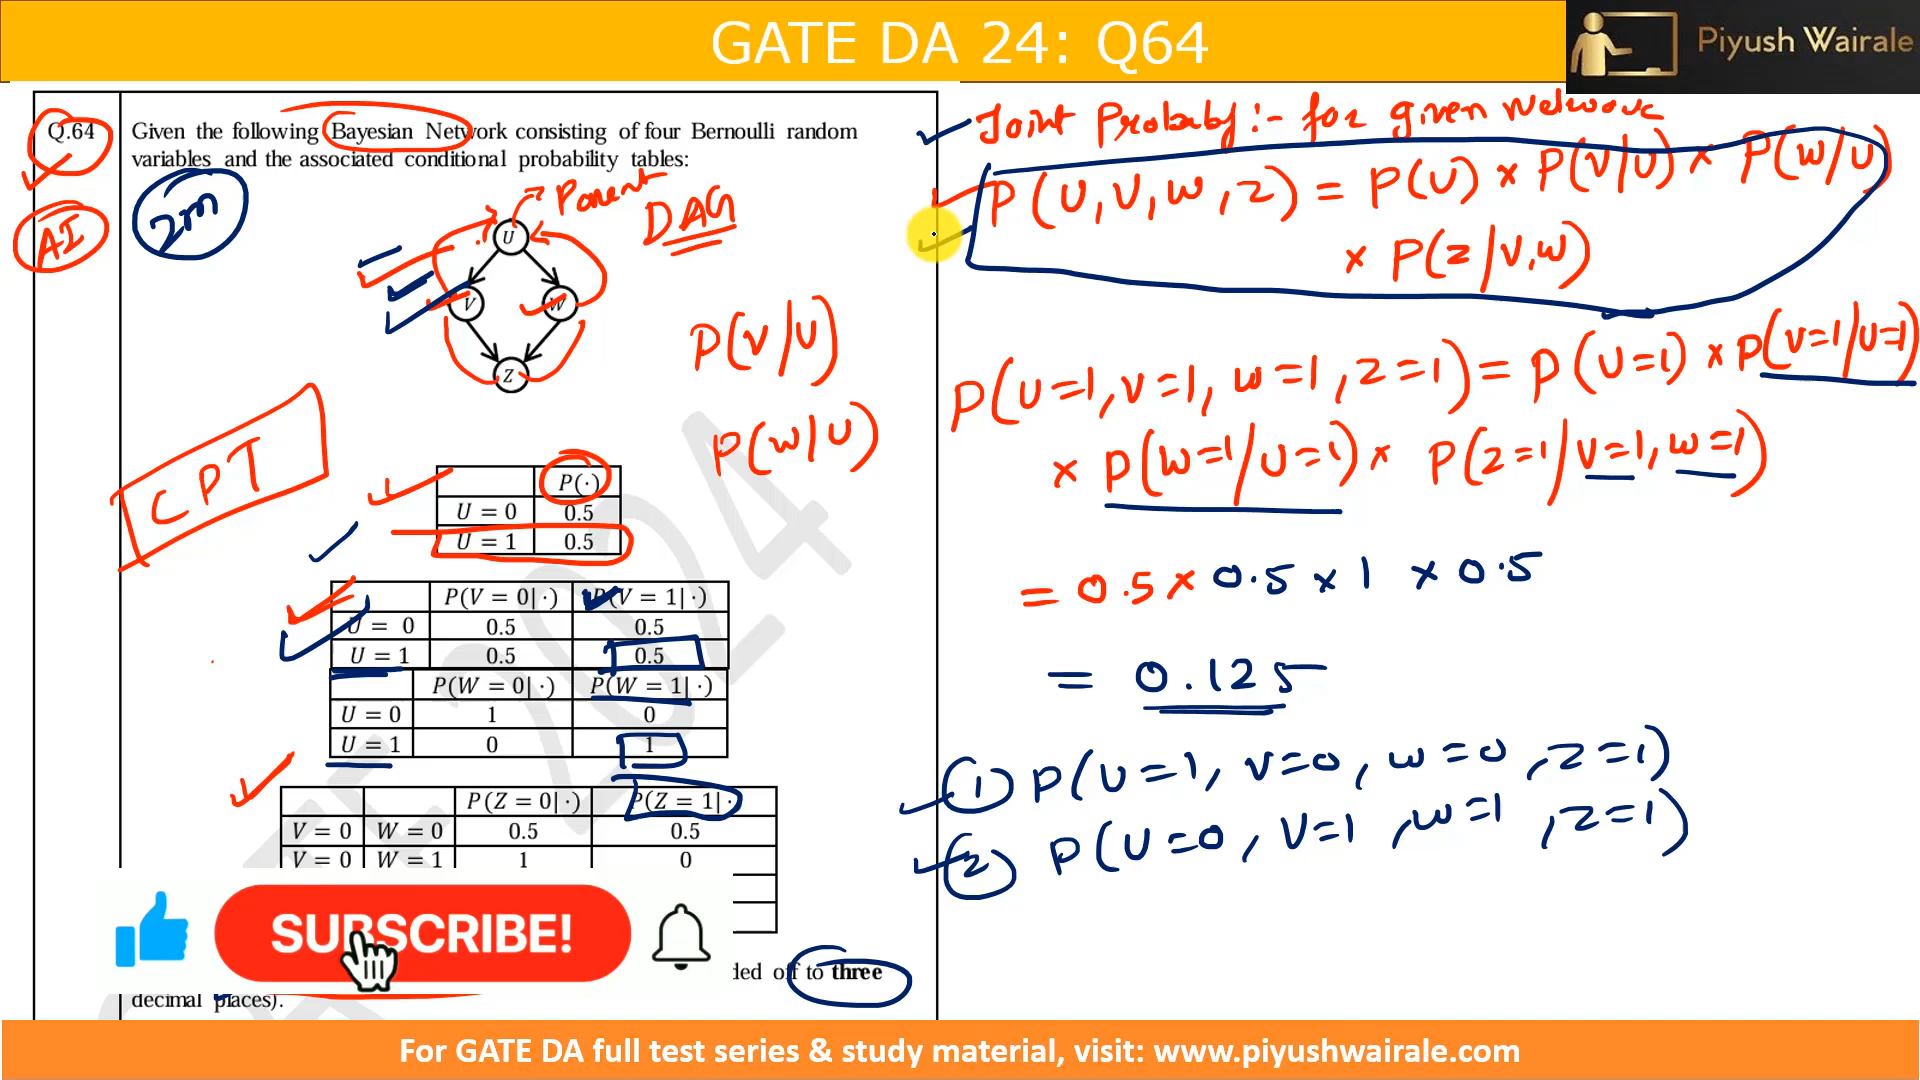 GATE DA 24: Q64
Piyush Wairale
Q.64
Given the following Bayesian Network consisting of four Bernoulli random
variables and the associated conditional probability tables:
AI
2m
Parent
DAG
U
V
W
Z
P(V/U)
P(W/U)
CPT
P(·)
U = 0 0.5
U = 1 0.5
P(V = 0|·) P(V = 1|·)
U = 0 0.5 0.5
U = 1 0.5 0.5
P(W = 0|·) P(W = 1|·)
U = 0 1 0
U = 1 0 1
P(Z = 0|·) P(Z = 1|·
V = 0 W = 0 0.5 0.5
V = 0 W = 1 1 0
SUBSCRIBE!
ded off to three
decimal places).
Joint Probaby:- for given Network
P(U,V,W,Z) = P(U) × P(V/U) × P(W/U)
× P(Z/V,W)
P(U=1,V=1,W=1,Z=1) = P(U=1) × P(V=1/U=1)
× P(W=1/U=1) × P(Z=1/V=1,W=1)
= 0.5 × 0.5 × 1 × 0.5
= 0.125
① P(U=1, V=0, W=0, Z=1)
② P(U=0, V=1, W=1, Z=1)
For GATE DA full test series & study material, visit: www.piyushwairale.com